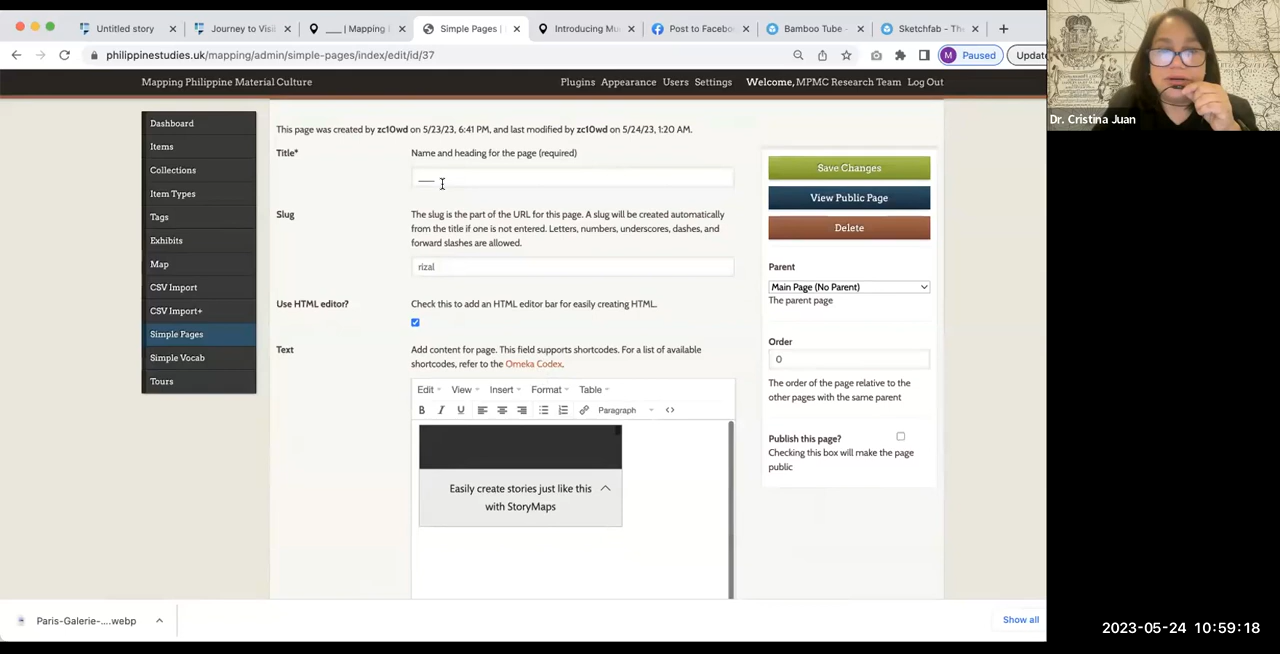 Untitled story
Journey to Visi
___ | Mapping
Simple Pages |
Introducing Mu
Post to Facebo
Bamboo Tube -
Sketchfab - The
philippinestudies.uk/mapping/admin/simple-pages/index/edit/id/37
M
Paused
Update
Mapping Philippine Material Culture
Plugins
Appearance
Users
Settings
Welcome, MPMC Research Team
Log Out
Dashboard
Items
Collections
Item Types
Tags
Exhibits
Map
CSV Import
CSV Import+
Simple Pages
Simple Vocab
Tours
This page was created by zc10wd on 5/23/23, 6:41 PM, and last modified by zc10wd on 5/24/23, 1:20 AM.
Title*
Name and heading for the page (required)
___
Slug
The slug is the part of the URL for this page. A slug will be created automatically
from the title if one is not entered. Letters, numbers, underscores, dashes, and
forward slashes are allowed.
rizal
Use HTML editor?
Check this to add an HTML editor bar for easily creating HTML.
Text
Add content for page. This field supports shortcodes. For a list of available
shortcodes, refer to the Omeka Codex.
Edit
View
Insert
Format
Table
B
I
U
Paragraph
<>
Easily create stories just like this
with StoryMaps
Save Changes
View Public Page
Delete
Parent
Main Page (No Parent)
The parent page
Order
0
The order of the page relative to the
other pages with the same parent
Publish this page?
Checking this box will make the page
public
Paris-Galerie-....webp
Show all
Dr. Cristina Juan
2023-05-24 10:59:18